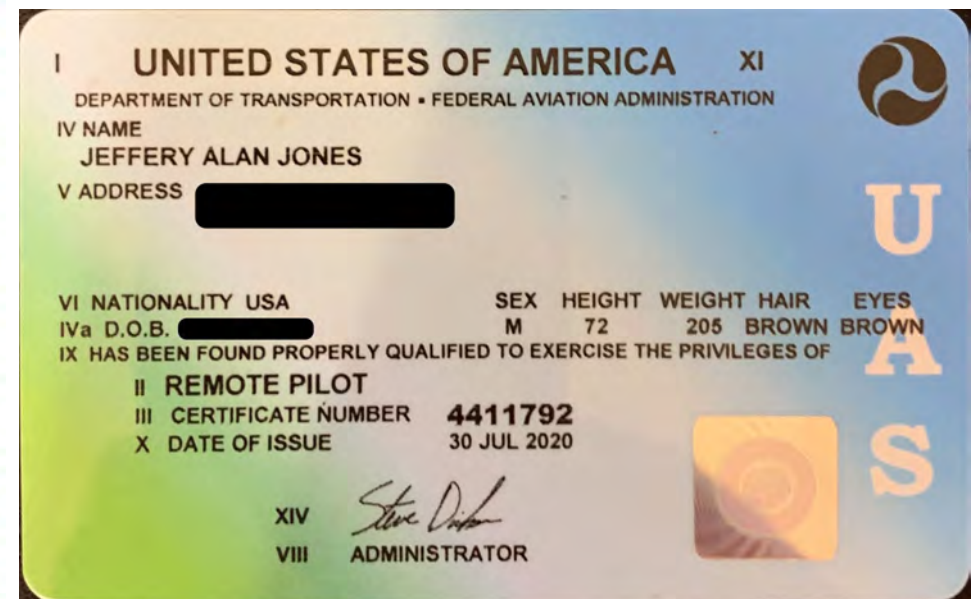 I UNITED STATES OF AMERICA XI
DEPARTMENT OF TRANSPORTATION ▪ FEDERAL AVIATION ADMINISTRATION
IV NAME
JEFFERY ALAN JONES
V ADDRESS
VI NATIONALITY USA SEX HEIGHT WEIGHT HAIR EYES
IVa D.O.B. M 72 205 BROWN BROWN
IX HAS BEEN FOUND PROPERLY QUALIFIED TO EXERCISE THE PRIVILEGES OF
II REMOTE PILOT
III CERTIFICATE NUMBER 4411792
X DATE OF ISSUE 30 JUL 2020
XIV Steve Dickson
VIII ADMINISTRATOR
UAS